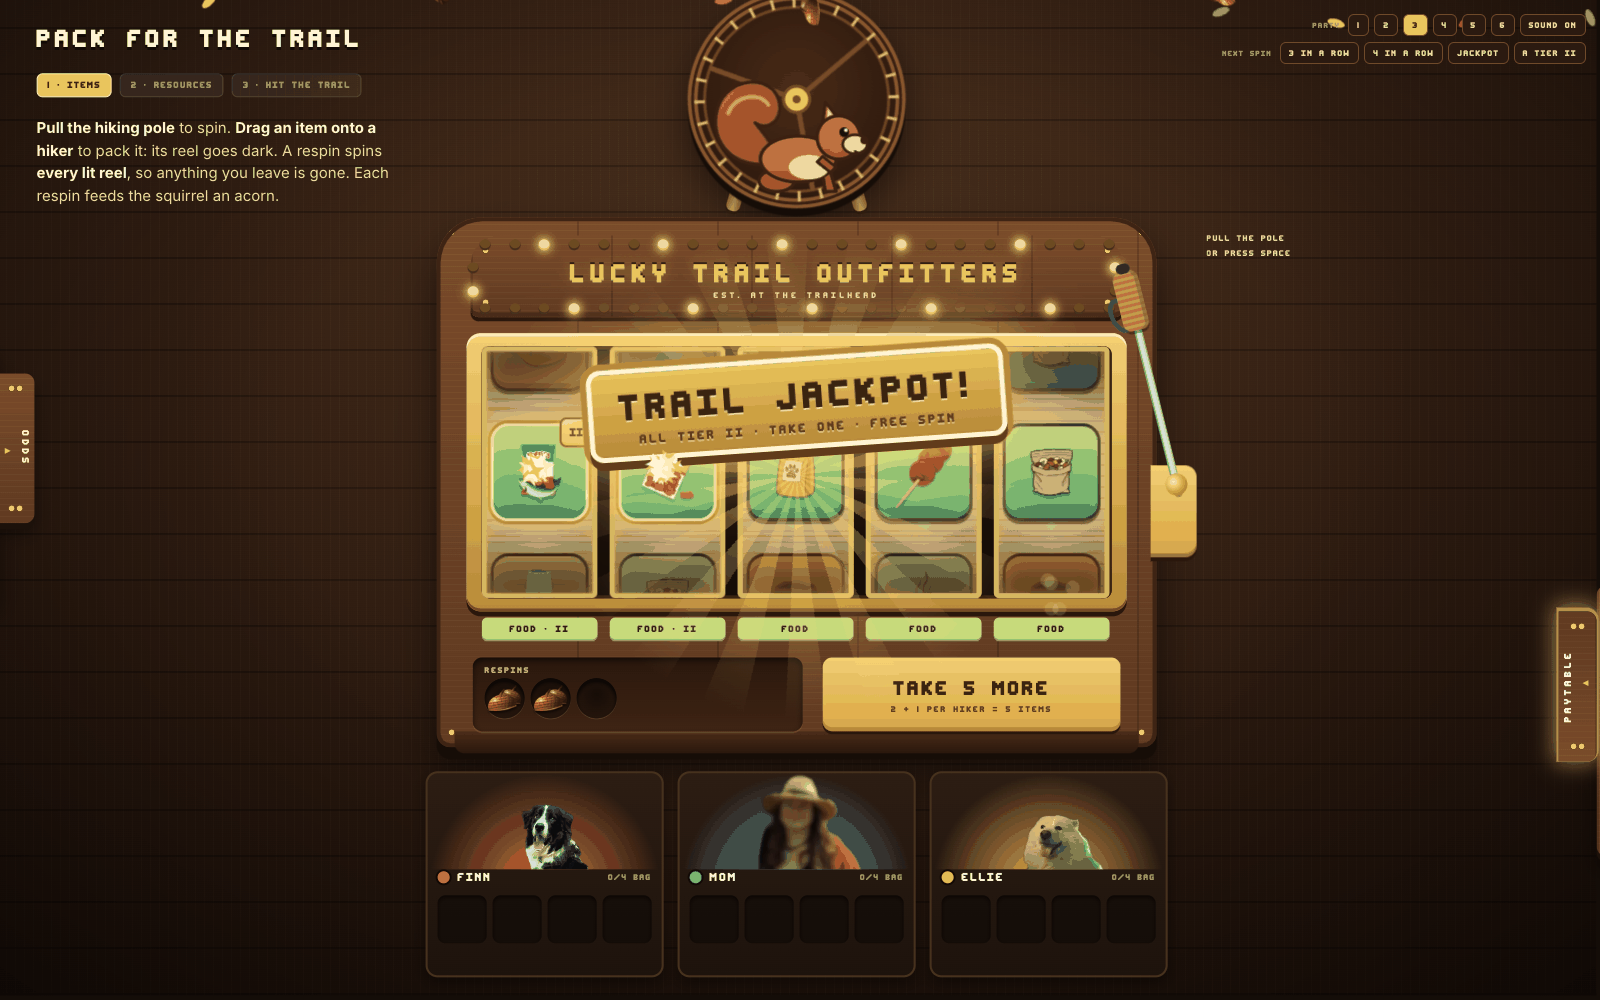 PACK FOR THE TRAIL
1 · ITEMS
2 · RESOURCES
3 · HIT THE TRAIL
Pull the hiking pole to spin. Drag an item onto a
hiker to pack it: its reel goes dark. A respin spins
every lit reel, so anything you leave is gone. Each
respin feeds the squirrel an acorn.
PARTY
1
2
3
4
5
6
SOUND ON
NEXT SPIN
3 IN A ROW
4 IN A ROW
JACKPOT
A TIER II
PULL THE POLE
OR PRESS SPACE
LUCKY TRAIL OUTFITTERS
EST. AT THE TRAILHEAD
TRAIL JACKPOT!
ALL TIER II · TAKE ONE · FREE SPIN
II
ODDS
FOOD · II
FOOD · II
FOOD
FOOD
FOOD
RESPINS
TAKE 5 MORE
2 + 1 PER HIKER = 5 ITEMS
PAYTABLE
FINN
0/4 BAG
MOM
0/4 BAG
ELLIE
0/4 BAG